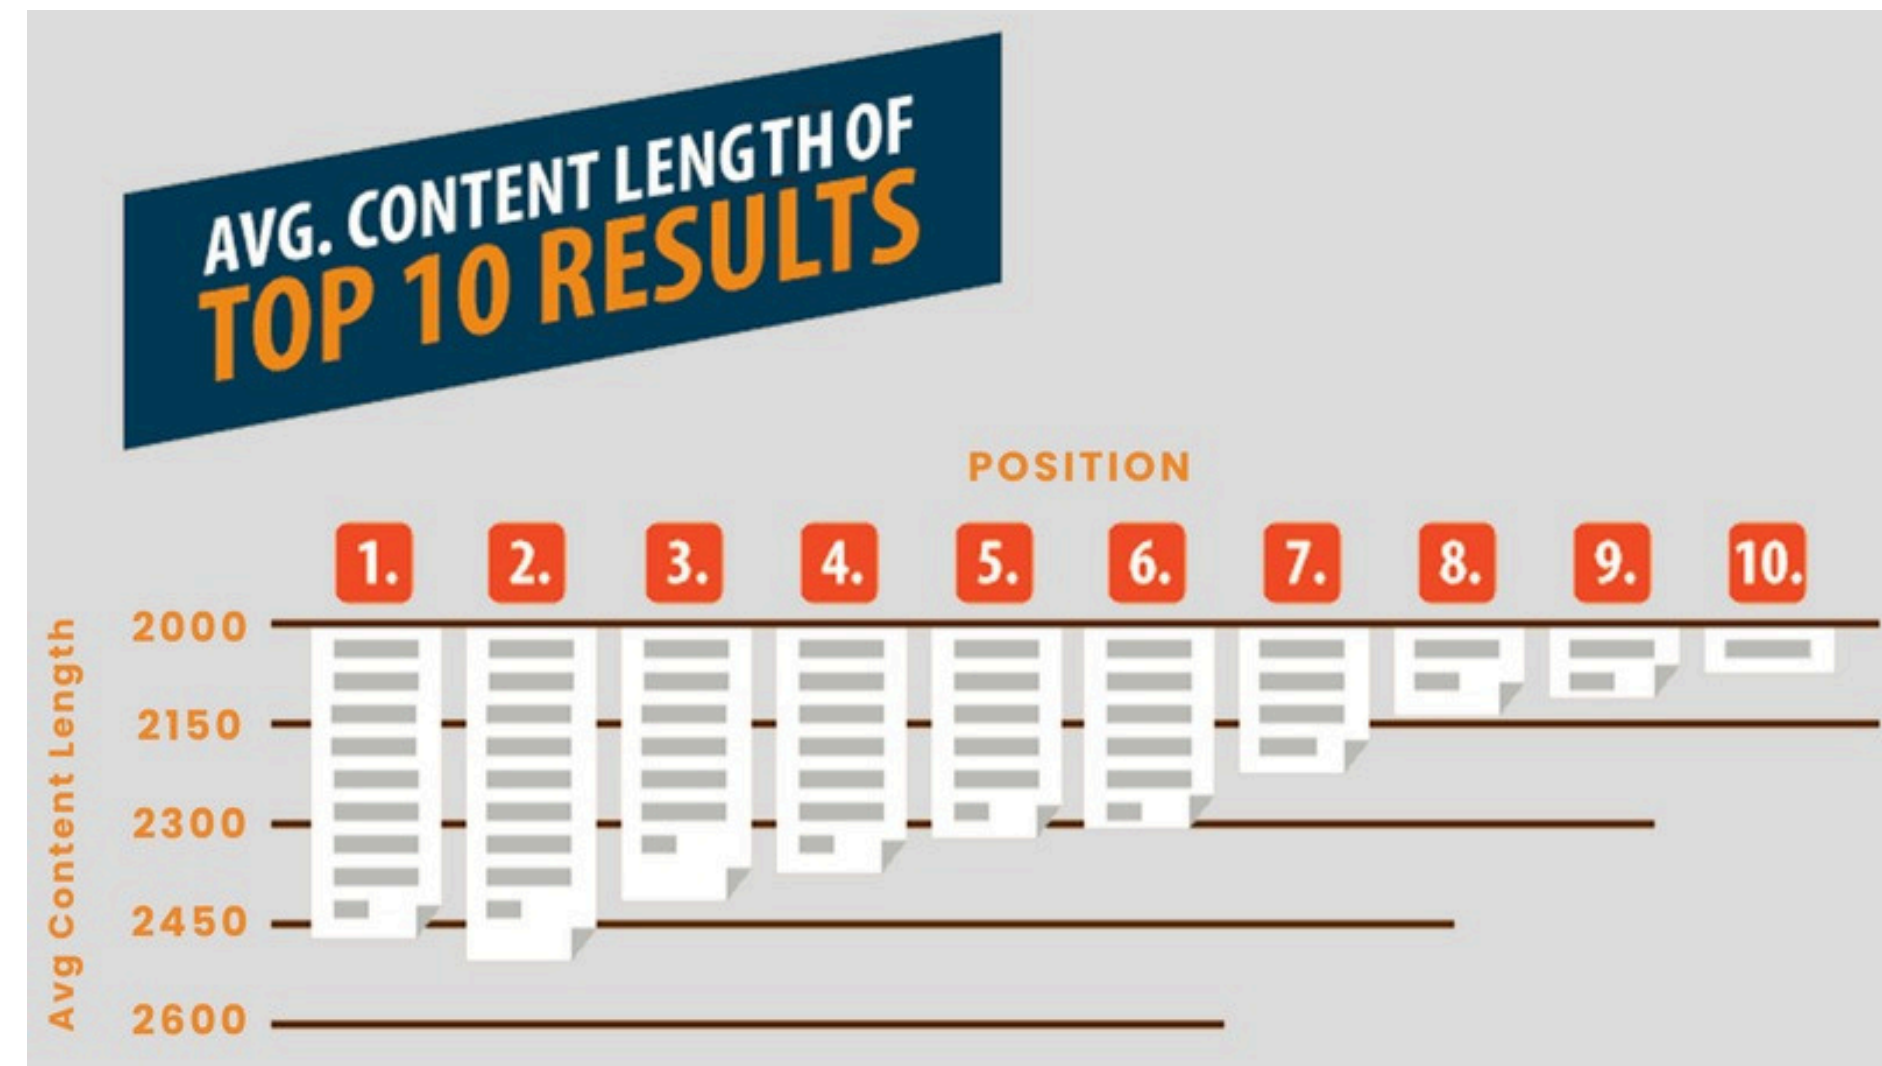 AVG. CONTENT LENGTH OF
TOP 10 RESULTS
POSITION
1. 2. 3. 4. 5. 6. 7. 8. 9. 10.
Avg Content Length
2000
2150
2300
2450
2600